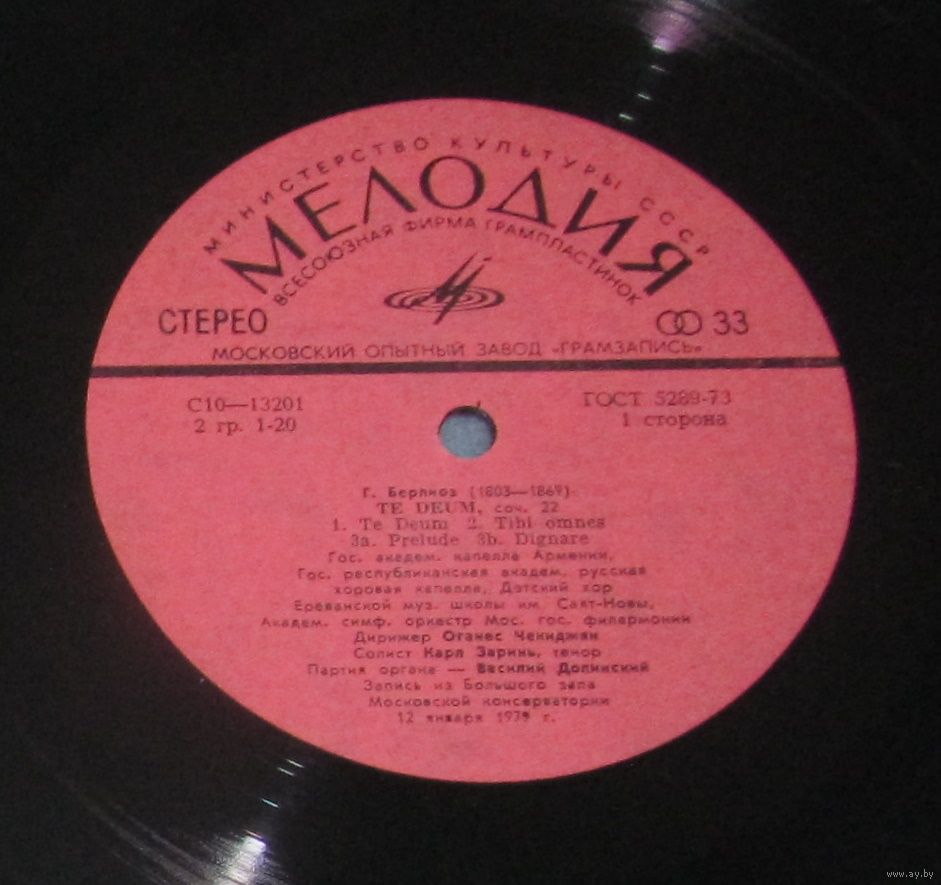 МИНИСТЕРСТВО КУЛЬТУРЫ СССР
МЕЛОДИЯ
ВСЕСОЮЗНАЯ ФИРМА ГРАМПЛАСТИНОК
СТЕРЕО
33
МОСКОВСКИЙ ОПЫТНЫЙ ЗАВОД «ГРАМЗАПИСЬ»
С10—13201
ГОСТ 5289-73
2 гр. 1-20
1 сторона
Г. Берлиоз (1803—1869)
TE DEUM, соч. 22
1. Te Deum 2. Tibi omnes
3a. Prelude 3b. Dignare
Гос. академ. капелла Армении,
Гос. республиканская академ. русская
хоровая капелла, Детский хор
Ереванской муз. школы им. Саят-Новы,
Академ. симф. оркестр Мос. гос. филармонии
Дирижер Оганес Чекиджян
Солист Карл Заринь, тенор
Партия органа — Василий Долинский
Запись из Большого зала
Московской консерватории
12 января 1979 г.
www.ay.by